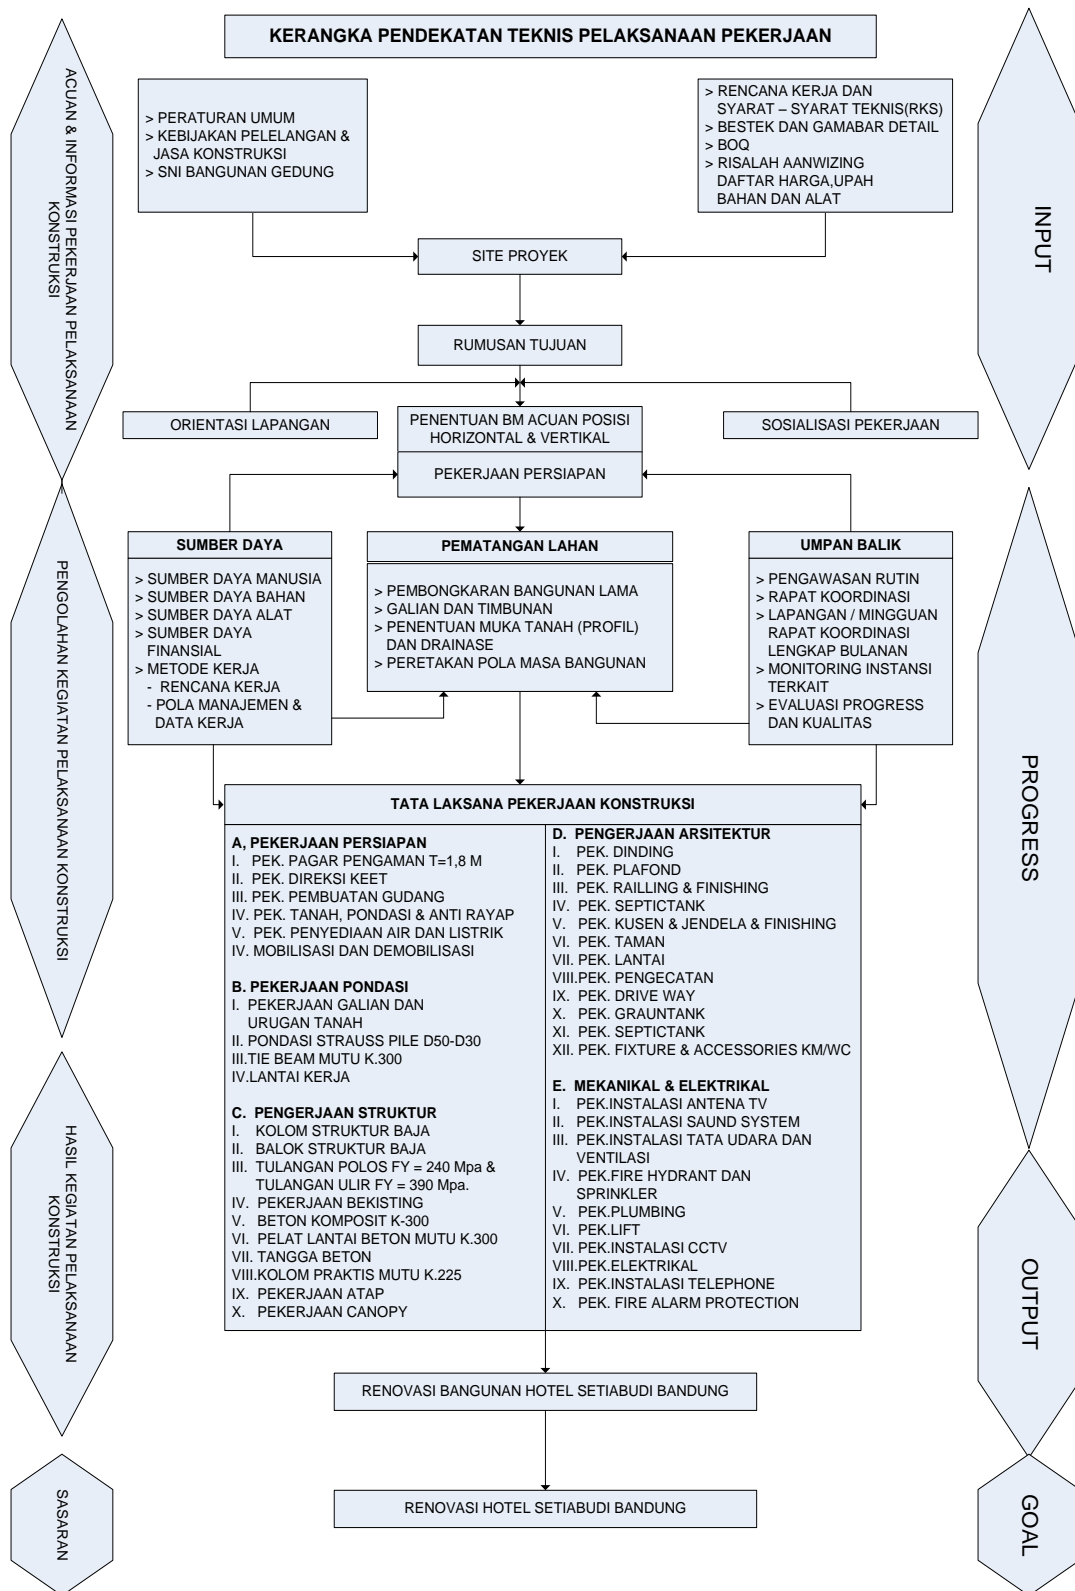 KERANGKA PENDEKATAN TEKNIS PELAKSANAAN PEKERJAAN
ACUAN & INFORMASI PEKERJAAN PELAKSANAAN
KONSTRUKSI
> PERATURAN UMUM
> KEBIJAKAN PELELANGAN &
JASA KONSTRUKSI
> SNI BANGUNAN GEDUNG
> RENCANA KERJA DAN
SYARAT – SYARAT TEKNIS(RKS)
> BESTEK DAN GAMABAR DETAIL
> BOQ
> RISALAH AANWIZING
DAFTAR HARGA,UPAH
BAHAN DAN ALAT
INPUT
SITE PROYEK
RUMUSAN TUJUAN
ORIENTASI LAPANGAN
PENENTUAN BM ACUAN POSISI
HORIZONTAL & VERTIKAL
SOSIALISASI PEKERJAAN
PEKERJAAN PERSIAPAN
PENGOLAHAN KEGIATAN PELAKSANAAN KONSTRUKSI
SUMBER DAYA
> SUMBER DAYA MANUSIA
> SUMBER DAYA BAHAN
> SUMBER DAYA ALAT
> SUMBER DAYA
FINANSIAL
> METODE KERJA
- RENCANA KERJA
- POLA MANAJEMEN &
DATA KERJA
PEMATANGAN LAHAN
> PEMBONGKARAN BANGUNAN LAMA
> GALIAN DAN TIMBUNAN
> PENENTUAN MUKA TANAH (PROFIL)
DAN DRAINASE
> PERETAKAN POLA MASA BANGUNAN
UMPAN BALIK
> PENGAWASAN RUTIN
> RAPAT KOORDINASI
> LAPANGAN / MINGGUAN
RAPAT KOORDINASI
LENGKAP BULANAN
> MONITORING INSTANSI
TERKAIT
> EVALUASI PROGRESS
DAN KUALITAS
PROGRESS
TATA LAKSANA PEKERJAAN KONSTRUKSI
A, PEKERJAAN PERSIAPAN
I. PEK. PAGAR PENGAMAN T=1,8 M
II. PEK. DIREKSI KEET
III. PEK. PEMBUATAN GUDANG
IV. PEK. TANAH, PONDASI & ANTI RAYAP
V. PEK. PENYEDIAAN AIR DAN LISTRIK
IV. MOBILISASI DAN DEMOBILISASI
B. PEKERJAAN PONDASI
I. PEKERJAAN GALIAN DAN
URUGAN TANAH
II. PONDASI STRAUSS PILE D50-D30
III.TIE BEAM MUTU K.300
IV.LANTAI KERJA
C. PENGERJAAN STRUKTUR
I. KOLOM STRUKTUR BAJA
II. BALOK STRUKTUR BAJA
III. TULANGAN POLOS FY = 240 Mpa &
TULANGAN ULIR FY = 390 Mpa.
IV. PEKERJAAN BEKISTING
V. BETON KOMPOSIT K-300
VI. PELAT LANTAI BETON MUTU K.300
VII. TANGGA BETON
VIII.KOLOM PRAKTIS MUTU K.225
IX. PEKERJAAN ATAP
X. PEKERJAAN CANOPY
D. PENGERJAAN ARSITEKTUR
I. PEK. DINDING
II. PEK. PLAFOND
III. PEK. RAILLING & FINISHING
IV. PEK. SEPTICTANK
V. PEK. KUSEN & JENDELA & FINISHING
VI. PEK. TAMAN
VII. PEK. LANTAI
VIII.PEK. PENGECATAN
IX. PEK. DRIVE WAY
X. PEK. GRAUNTANK
XI. PEK. SEPTICTANK
XII. PEK. FIXTURE & ACCESSORIES KM/WC
E. MEKANIKAL & ELEKTRIKAL
I. PEK.INSTALASI ANTENA TV
II. PEK.INSTALASI SAUND SYSTEM
III. PEK.INSTALASI TATA UDARA DAN
VENTILASI
IV. PEK.FIRE HYDRANT DAN
SPRINKLER
V. PEK.PLUMBING
VI. PEK.LIFT
VII. PEK.INSTALASI CCTV
VIII.PEK.ELEKTRIKAL
IX. PEK.INSTALASI TELEPHONE
X. PEK. FIRE ALARM PROTECTION
HASIL KEGIATAN PELAKSANAAN
KONSTRUKSI
OUTPUT
RENOVASI BANGUNAN HOTEL SETIABUDI BANDUNG
SASARAN
RENOVASI HOTEL SETIABUDI BANDUNG
GOAL